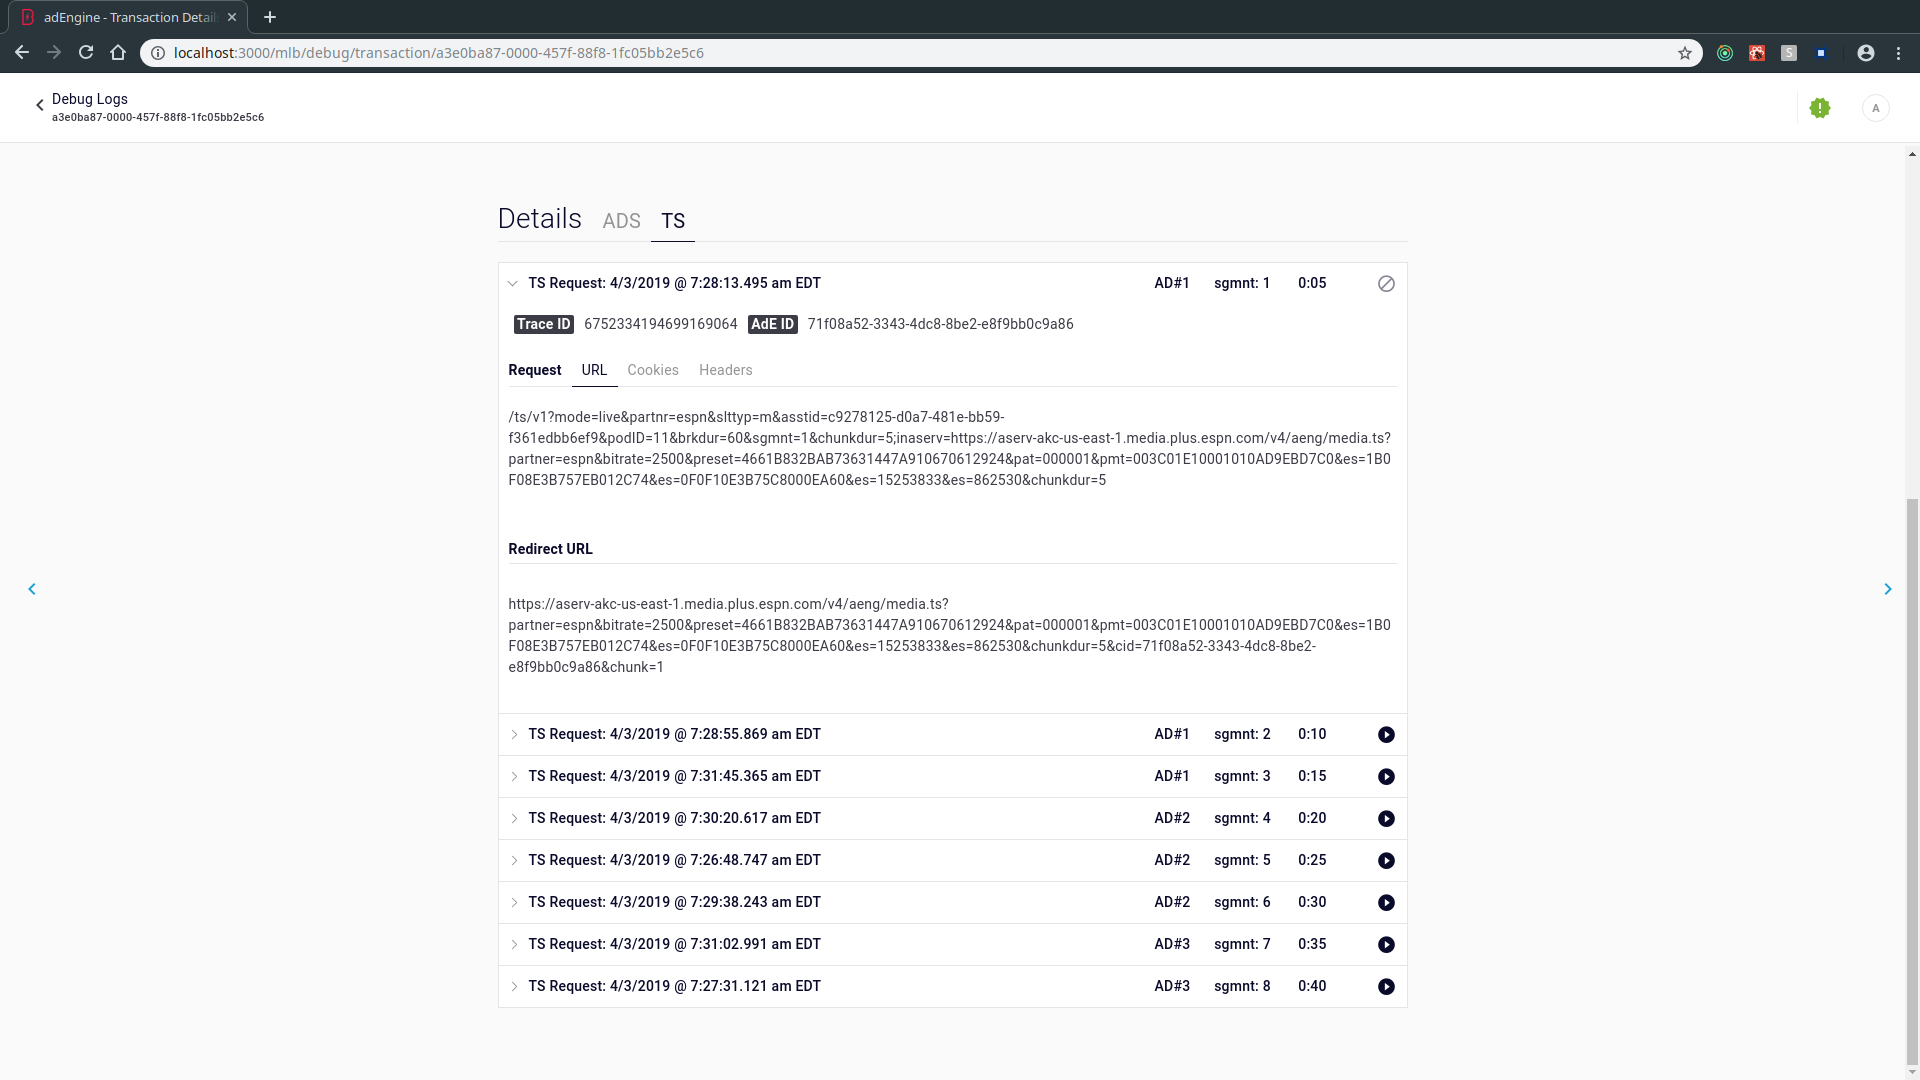 adEngine - Transaction Detail
localhost:3000/mlb/debug/transaction/a3e0ba87-0000-457f-88f8-1fc05bb2e5c6
S
Debug Logs
a3e0ba87-0000-457f-88f8-1fc05bb2e5c6
A
Details ADS TS
TS Request: 4/3/2019 @ 7:28:13.495 am EDT AD#1 sgmnt: 1 0:05
Trace ID 6752334194699169064 AdE ID 71f08a52-3343-4dc8-8be2-e8f9bb0c9a86
Request URL Cookies Headers
/ts/v1?mode=live&partnr=espn&slttyp=m&asstid=c9278125-d0a7-481e-bb59-
f361edbb6ef9&podID=11&brkdur=60&sgmnt=1&chunkdur=5;inaserv=https://aserv-akc-us-east-1.media.plus.espn.com/v4/aeng/media.ts?
partner=espn&bitrate=2500&preset=4661B832BAB73631447A910670612924&pat=000001&pmt=003C01E10001010AD9EBD7C0&es=1B0
F08E3B757EB012C74&es=0F0F10E3B75C8000EA60&es=15253833&es=862530&chunkdur=5
Redirect URL
https://aserv-akc-us-east-1.media.plus.espn.com/v4/aeng/media.ts?
partner=espn&bitrate=2500&preset=4661B832BAB73631447A910670612924&pat=000001&pmt=003C01E10001010AD9EBD7C0&es=1B0
F08E3B757EB012C74&es=0F0F10E3B75C8000EA60&es=15253833&es=862530&chunkdur=5&cid=71f08a52-3343-4dc8-8be2-
e8f9bb0c9a86&chunk=1
TS Request: 4/3/2019 @ 7:28:55.869 am EDT AD#1 sgmnt: 2 0:10
TS Request: 4/3/2019 @ 7:31:45.365 am EDT AD#1 sgmnt: 3 0:15
TS Request: 4/3/2019 @ 7:30:20.617 am EDT AD#2 sgmnt: 4 0:20
TS Request: 4/3/2019 @ 7:26:48.747 am EDT AD#2 sgmnt: 5 0:25
TS Request: 4/3/2019 @ 7:29:38.243 am EDT AD#2 sgmnt: 6 0:30
TS Request: 4/3/2019 @ 7:31:02.991 am EDT AD#3 sgmnt: 7 0:35
TS Request: 4/3/2019 @ 7:27:31.121 am EDT AD#3 sgmnt: 8 0:40